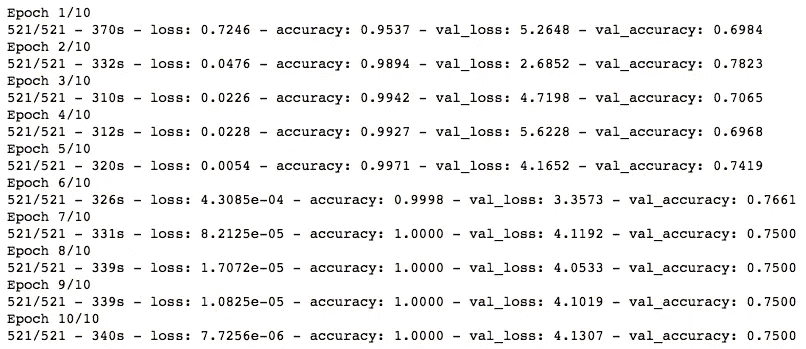 Epoch 1/10
521/521 - 370s - loss: 0.7246 - accuracy: 0.9537 - val_loss: 5.2648 - val_accuracy: 0.6984
Epoch 2/10
521/521 - 332s - loss: 0.0476 - accuracy: 0.9894 - val_loss: 2.6852 - val_accuracy: 0.7823
Epoch 3/10
521/521 - 310s - loss: 0.0226 - accuracy: 0.9942 - val_loss: 4.7198 - val_accuracy: 0.7065
Epoch 4/10
521/521 - 312s - loss: 0.0228 - accuracy: 0.9927 - val_loss: 5.6228 - val_accuracy: 0.6968
Epoch 5/10
521/521 - 320s - loss: 0.0054 - accuracy: 0.9971 - val_loss: 4.1652 - val_accuracy: 0.7419
Epoch 6/10
521/521 - 326s - loss: 4.3085e-04 - accuracy: 0.9998 - val_loss: 3.3573 - val_accuracy: 0.7661
Epoch 7/10
521/521 - 331s - loss: 8.2125e-05 - accuracy: 1.0000 - val_loss: 4.1192 - val_accuracy: 0.7500
Epoch 8/10
521/521 - 339s - loss: 1.7072e-05 - accuracy: 1.0000 - val_loss: 4.0533 - val_accuracy: 0.7500
Epoch 9/10
521/521 - 339s - loss: 1.0825e-05 - accuracy: 1.0000 - val_loss: 4.1019 - val_accuracy: 0.7500
Epoch 10/10
521/521 - 340s - loss: 7.7256e-06 - accuracy: 1.0000 - val_loss: 4.1307 - val_accuracy: 0.7500